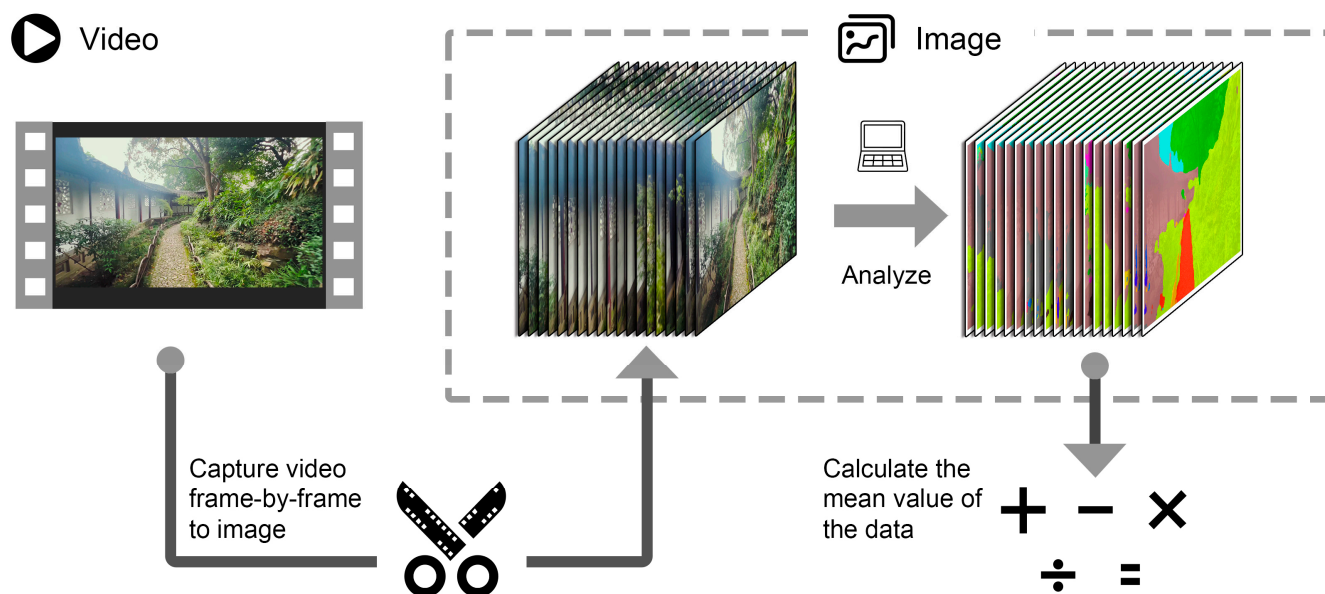 Video
Image
Analyze
Capture video
frame-by-frame
to image
Calculate the
mean value of
the data